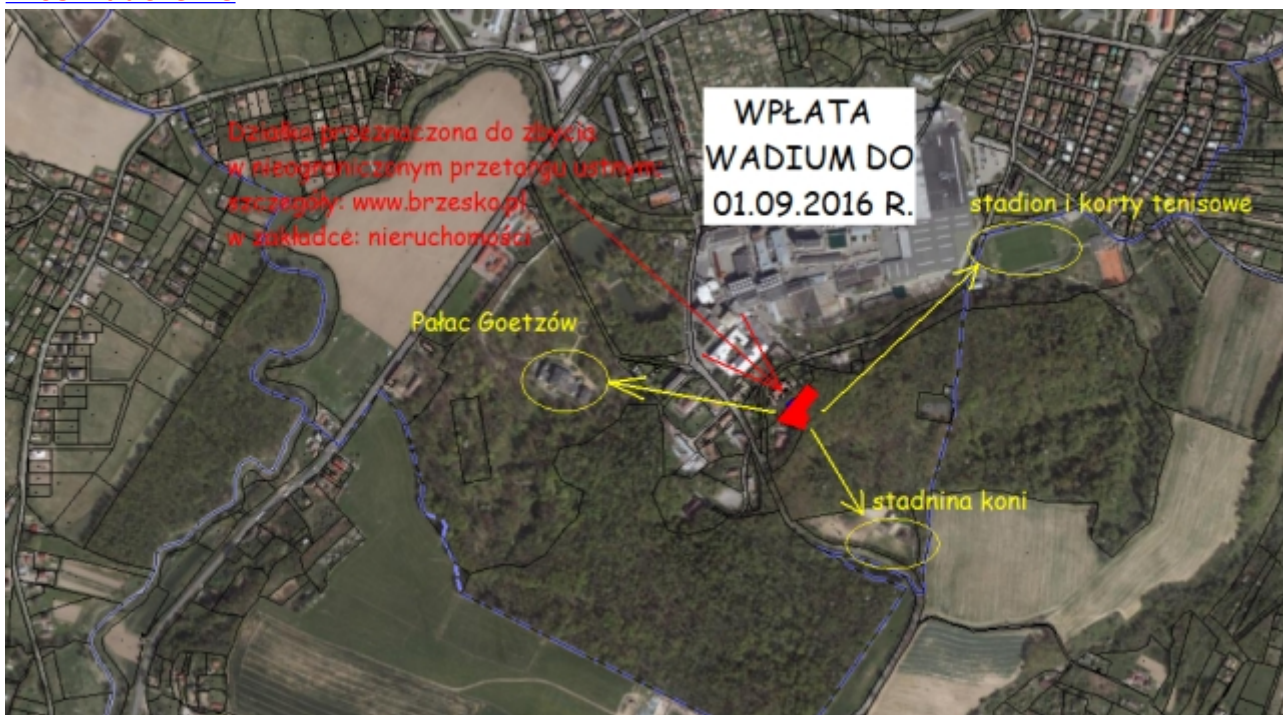 Działka przeznaczona do zbycia
w nieograniczonym przetargu ustnym;
szczegóły: www.brzesko.pl
w zakładce: nieruchomości
WPŁATA
WADIUM DO
01.09.2016 R.
stadion i korty tenisowe
Pałac Goetzów
stadnina koni